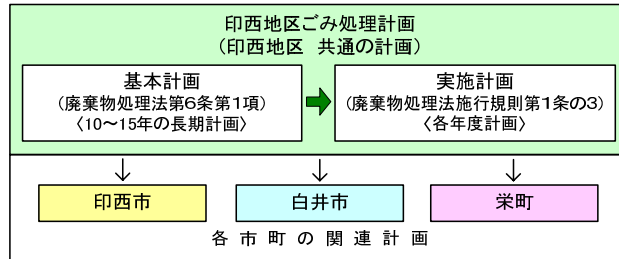 印西地区ごみ処理計画
(印西地区 共通の計画)
基本計画
(廃棄物処理法第6条第1項)
〈10～15年の長期計画〉
実施計画
(廃棄物処理法施行規則第1条の3)
〈各年度計画〉
印西市
白井市
栄町
各市町の関連計画